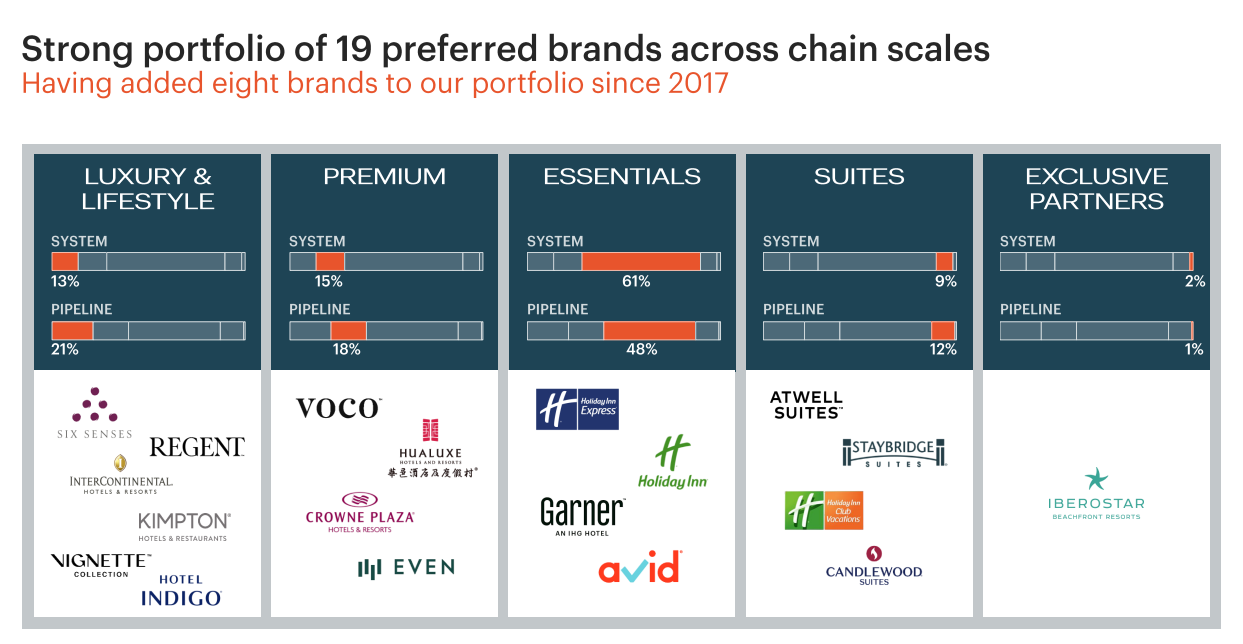 Strong portfolio of 19 preferred brands across chain scales
Having added eight brands to our portfolio since 2017
LUXURY &
LIFESTYLE
SYSTEM
13%
PIPELINE
21%
SIX SENSES
REGENT
INTERCONTINENTAL
HOTELS & RESORTS
KIMPTON®
HOTELS & RESTAURANTS
VIGNETTE™
COLLECTION
HOTEL
INDIGO®
PREMIUM
SYSTEM
15%
PIPELINE
18%
VOCO™
HUALUXE
HOTELS AND RESORTS
華邑酒店及度假村®
CROWNE PLAZA®
HOTELS & RESORTS
EVEN
ESSENTIALS
SYSTEM
61%
PIPELINE
48%
H Holiday Inn
Express®
H
Holiday Inn
Garner™
AN IHG HOTEL
avid®
SUITES
SYSTEM
9%
PIPELINE
12%
ATWELL
SUITES™
STAYBRIDGE
SUITES®
H Holiday Inn
Club
Vacations
CANDLEWOOD
SUITES
EXCLUSIVE
PARTNERS
SYSTEM
2%
PIPELINE
1%
IBEROSTAR
BEACHFRONT RESORTS